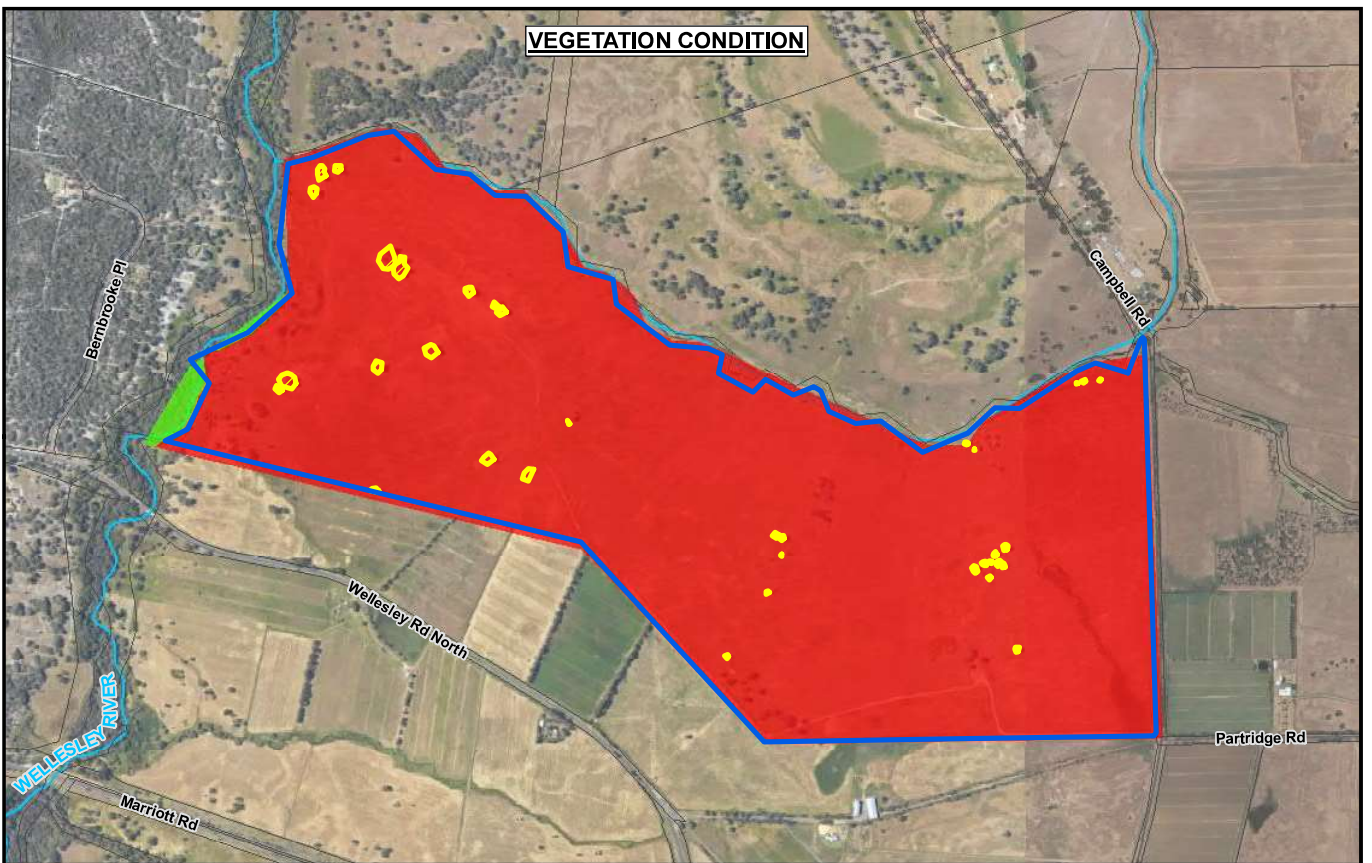 VEGETATION CONDITION
Campbell Rd
Bernbrooke Pl
Wellesley Rd North
WELLESLEY RIVER
Partridge Rd
Marriott Rd